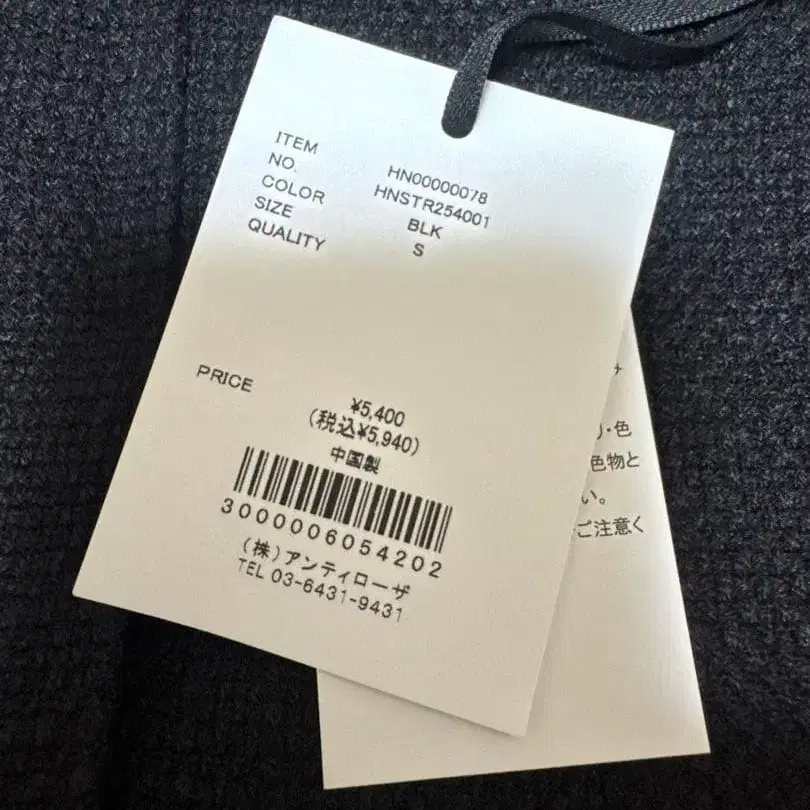 ITEM HN00000078
NO. HNSTR254001
COLOR BLK
SIZE S
QUALITY
PRICE ¥5,400
(税込¥5,940)
中国製
3000006054202
(株)アンティローザ
TEL 03-6431-9431
・色
色物と
い。
ご注意く